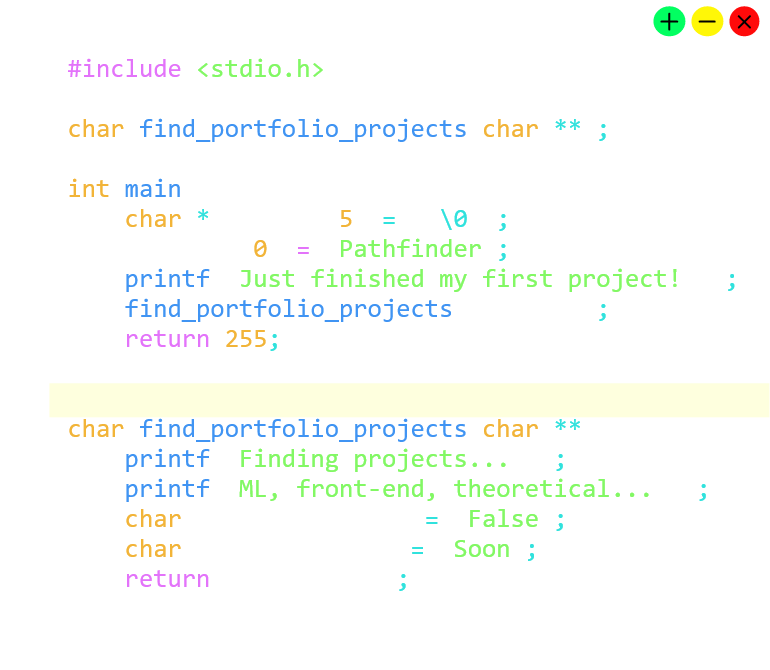 #include <stdio.h>
char find_portfolio_projects char ** ;
int main
char * 5 = \0 ;
0 = Pathfinder ;
printf Just finished my first project! ;
find_portfolio_projects ;
return 255;
char find_portfolio_projects char **
printf Finding projects... ;
printf ML, front-end, theoretical... ;
char = False ;
char = Soon ;
return ;